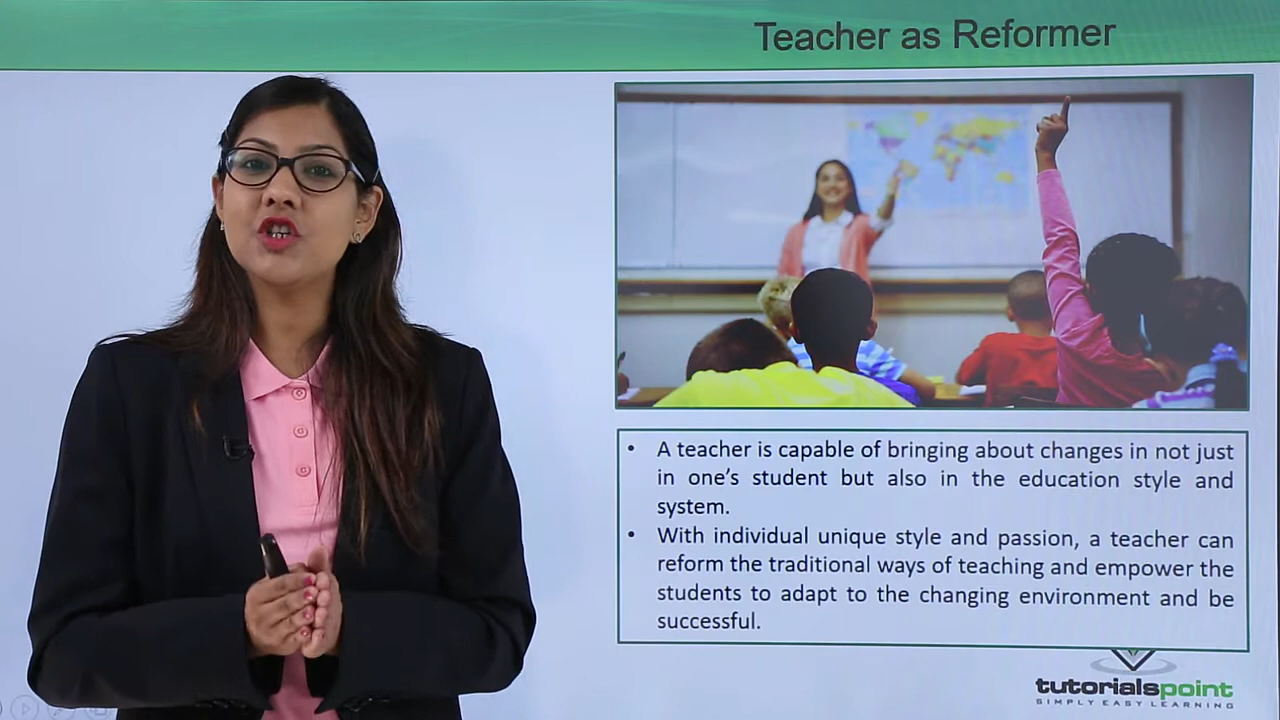 Teacher as Reformer
• A teacher is capable of bringing about changes in not just
in one's student but also in the education style and
system.
• With individual unique style and passion, a teacher can
reform the traditional ways of teaching and empower the
students to adapt to the changing environment and be
successful.
tutorialspoint
SIMPLY EASY LEARNING